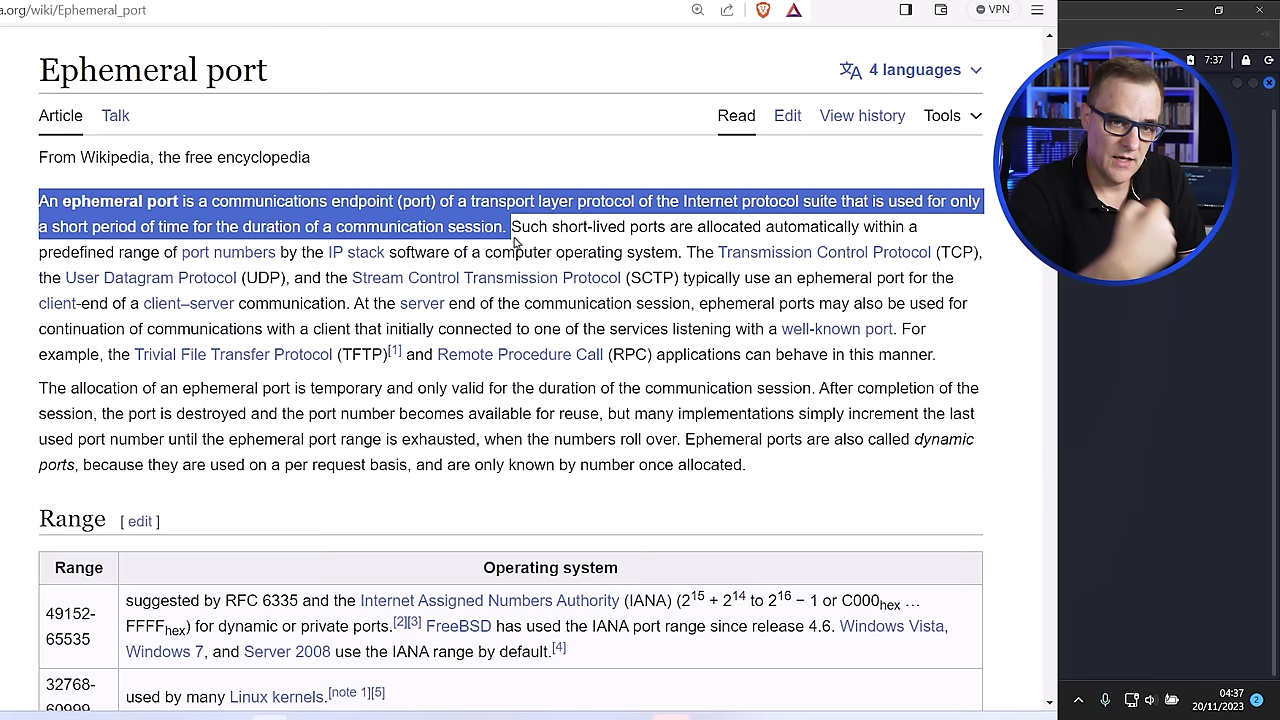 a.org/wiki/Ephemeral_port
VPN
Ephemeral port
4 languages
Article Talk Read Edit View history Tools
From Wikipedia, the free encyclopedia
An ephemeral port is a communications endpoint (port) of a transport layer protocol of the Internet protocol suite that is used for only
a short period of time for the duration of a communication session. Such short-lived ports are allocated automatically within a
predefined range of port numbers by the IP stack software of a computer operating system. The Transmission Control Protocol (TCP),
the User Datagram Protocol (UDP), and the Stream Control Transmission Protocol (SCTP) typically use an ephemeral port for the
client-end of a client–server communication. At the server end of the communication session, ephemeral ports may also be used for
continuation of communications with a client that initially connected to one of the services listening with a well-known port. For
example, the Trivial File Transfer Protocol (TFTP)[1] and Remote Procedure Call (RPC) applications can behave in this manner.
The allocation of an ephemeral port is temporary and only valid for the duration of the communication session. After completion of the
session, the port is destroyed and the port number becomes available for reuse, but many implementations simply increment the last
used port number until the ephemeral port range is exhausted, when the numbers roll over. Ephemeral ports are also called dynamic
ports, because they are used on a per request basis, and are only known by number once allocated.
Range [ edit ]
Range Operating system
49152-
65535
suggested by RFC 6335 and the Internet Assigned Numbers Authority (IANA) (2^15 + 2^14 to 2^16 − 1 or C000hex …
FFFFhex) for dynamic or private ports.[2][3] FreeBSD has used the IANA port range since release 4.6. Windows Vista,
Windows 7, and Server 2008 use the IANA range by default.[4]
32768-
60999
used by many Linux kernels.[note 1][5]
7:37
04:37
20/11/2023
2